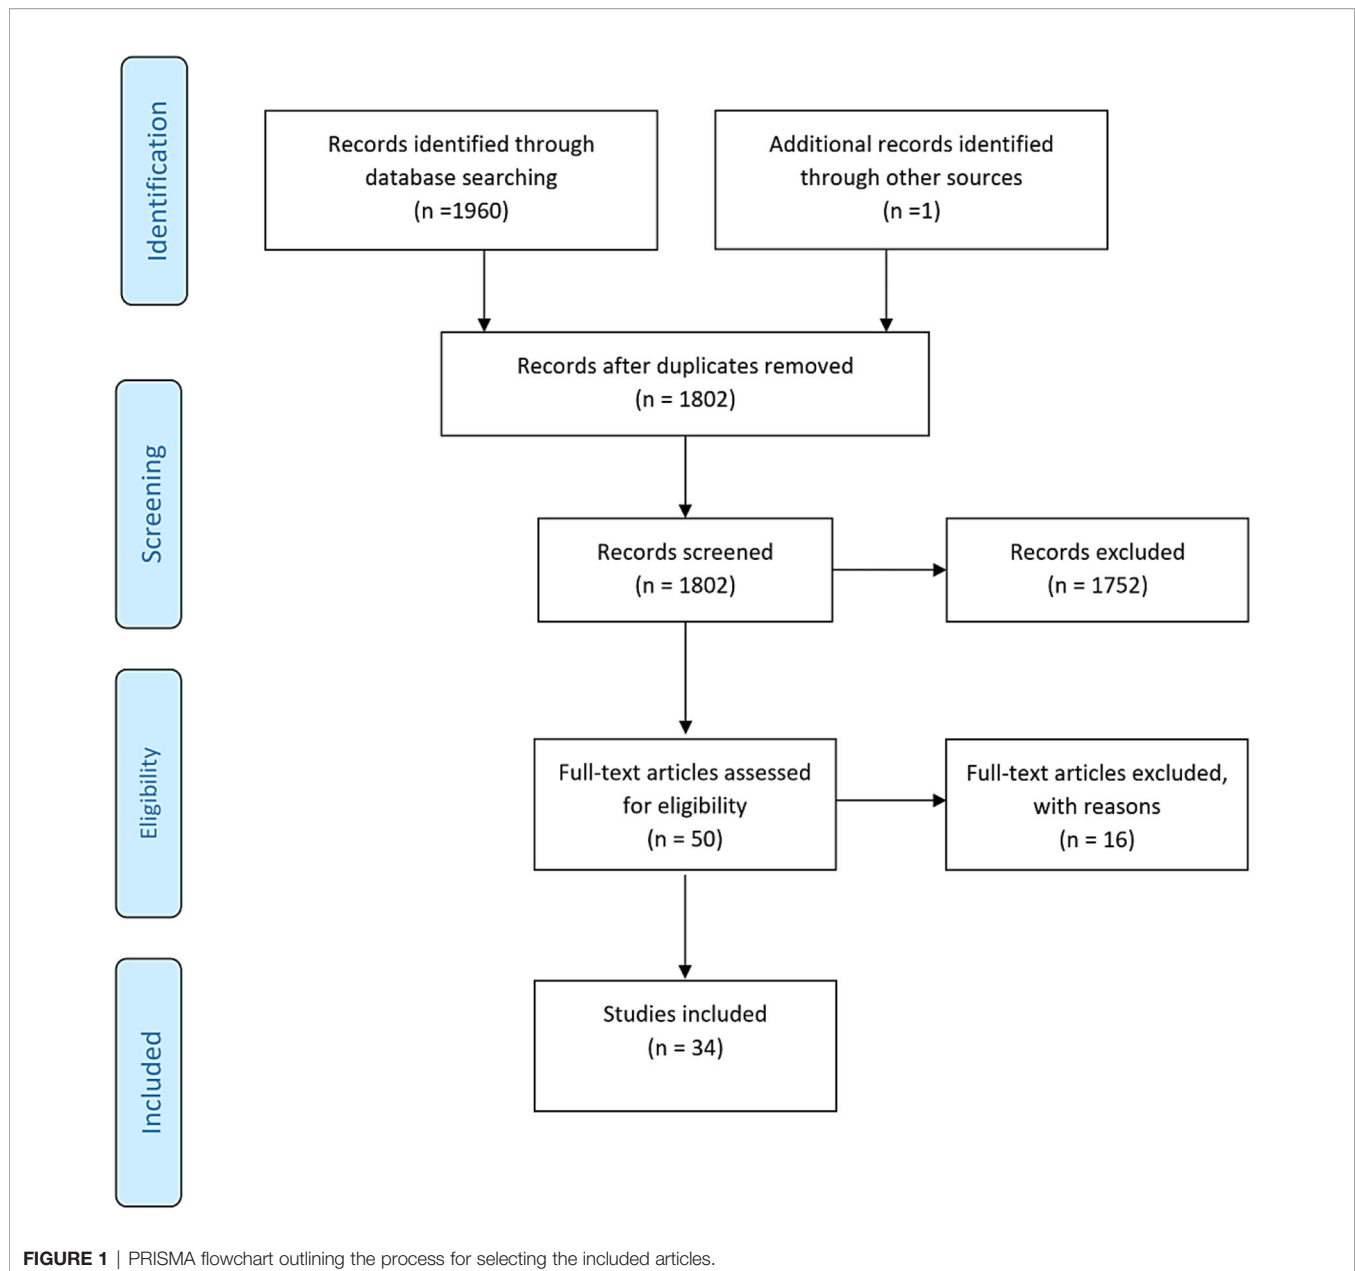 Identification
Records identified through
database searching
(n =1960)
Additional records identified
through other sources
(n =1)
Records after duplicates removed
(n = 1802)
Screening
Records screened
(n = 1802)
Records excluded
(n = 1752)
Eligibility
Full-text articles assessed
for eligibility
(n = 50)
Full-text articles excluded,
with reasons
(n = 16)
Included
Studies included
(n = 34)
FIGURE 1 | PRISMA flowchart outlining the process for selecting the included articles.